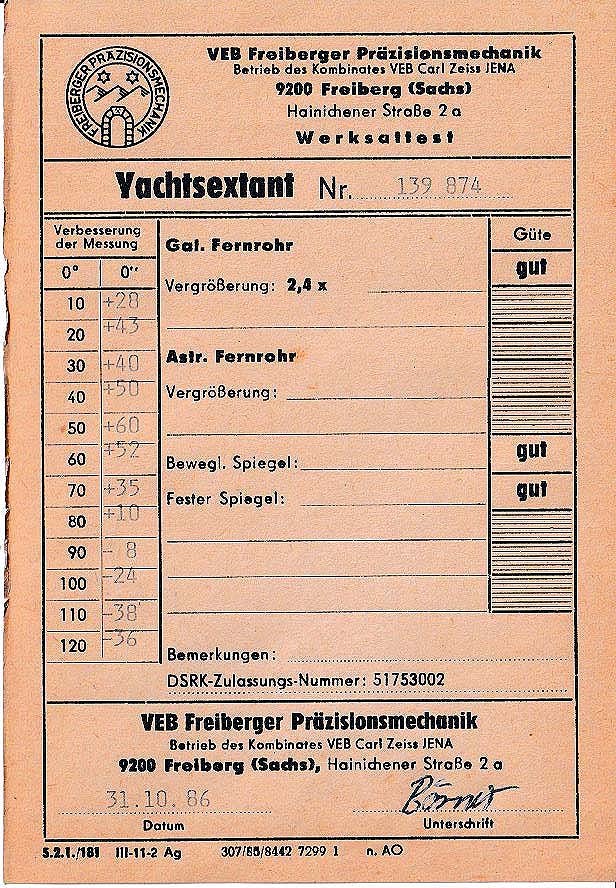 FREIBERGER PRÄZISIONSMECHANIK
VEB Freiberger Präzisionsmechanik
Betrieb des Kombinates VEB Carl Zeiss JENA
9200 Freiberg (Sachs)
Hainichener Straße 2 a
Werksattest
Yachtsextant Nr. 139 874
Verbesserung
der Messung
0° 0''
10 +28
20 +43
30 +40
40 +50
50 +60
60 +52
70 +35
80 +10
90 - 8
100 -24
110 -38
120 -36
Gal. Fernrohr
Vergrößerung: 2,4 x
Astr. Fernrohr
Vergrößerung:
Bewegl. Spiegel:
Fester Spiegel:
Güte
gut
gut
gut
Bemerkungen:
DSRK-Zulassungs-Nummer: 51753002
VEB Freiberger Präzisionsmechanik
Betrieb des Kombinates VEB Carl Zeiss JENA
9200 Freiberg (Sachs), Hainichener Straße 2 a
31.10.86
Datum Unterschrift
5.2.1./181 III-11-2 Ag 307/85/8442 7299 1 n. AO